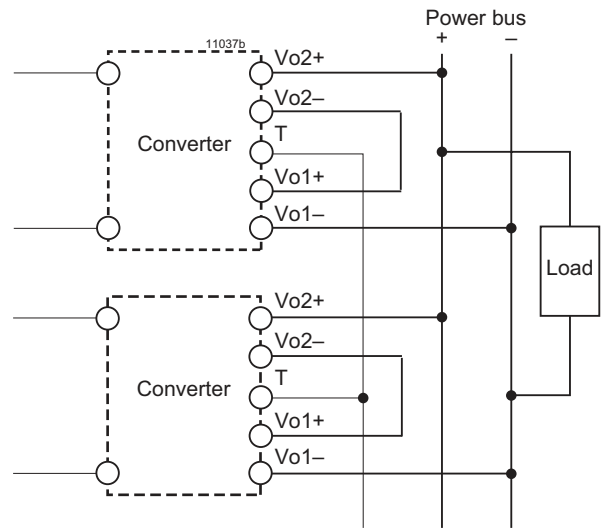 Power bus
+ –
11037b
Vo2+
Vo2–
T
Converter
Vo1+
Vo1–
Load
Vo2+
Vo2–
T
Converter
Vo1+
Vo1–